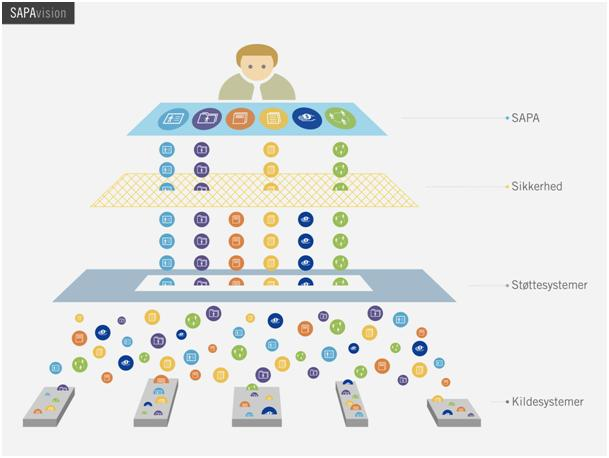 SAPAvision
SAPA
Sikkerhed
Støttesystemer
Kildesystemer